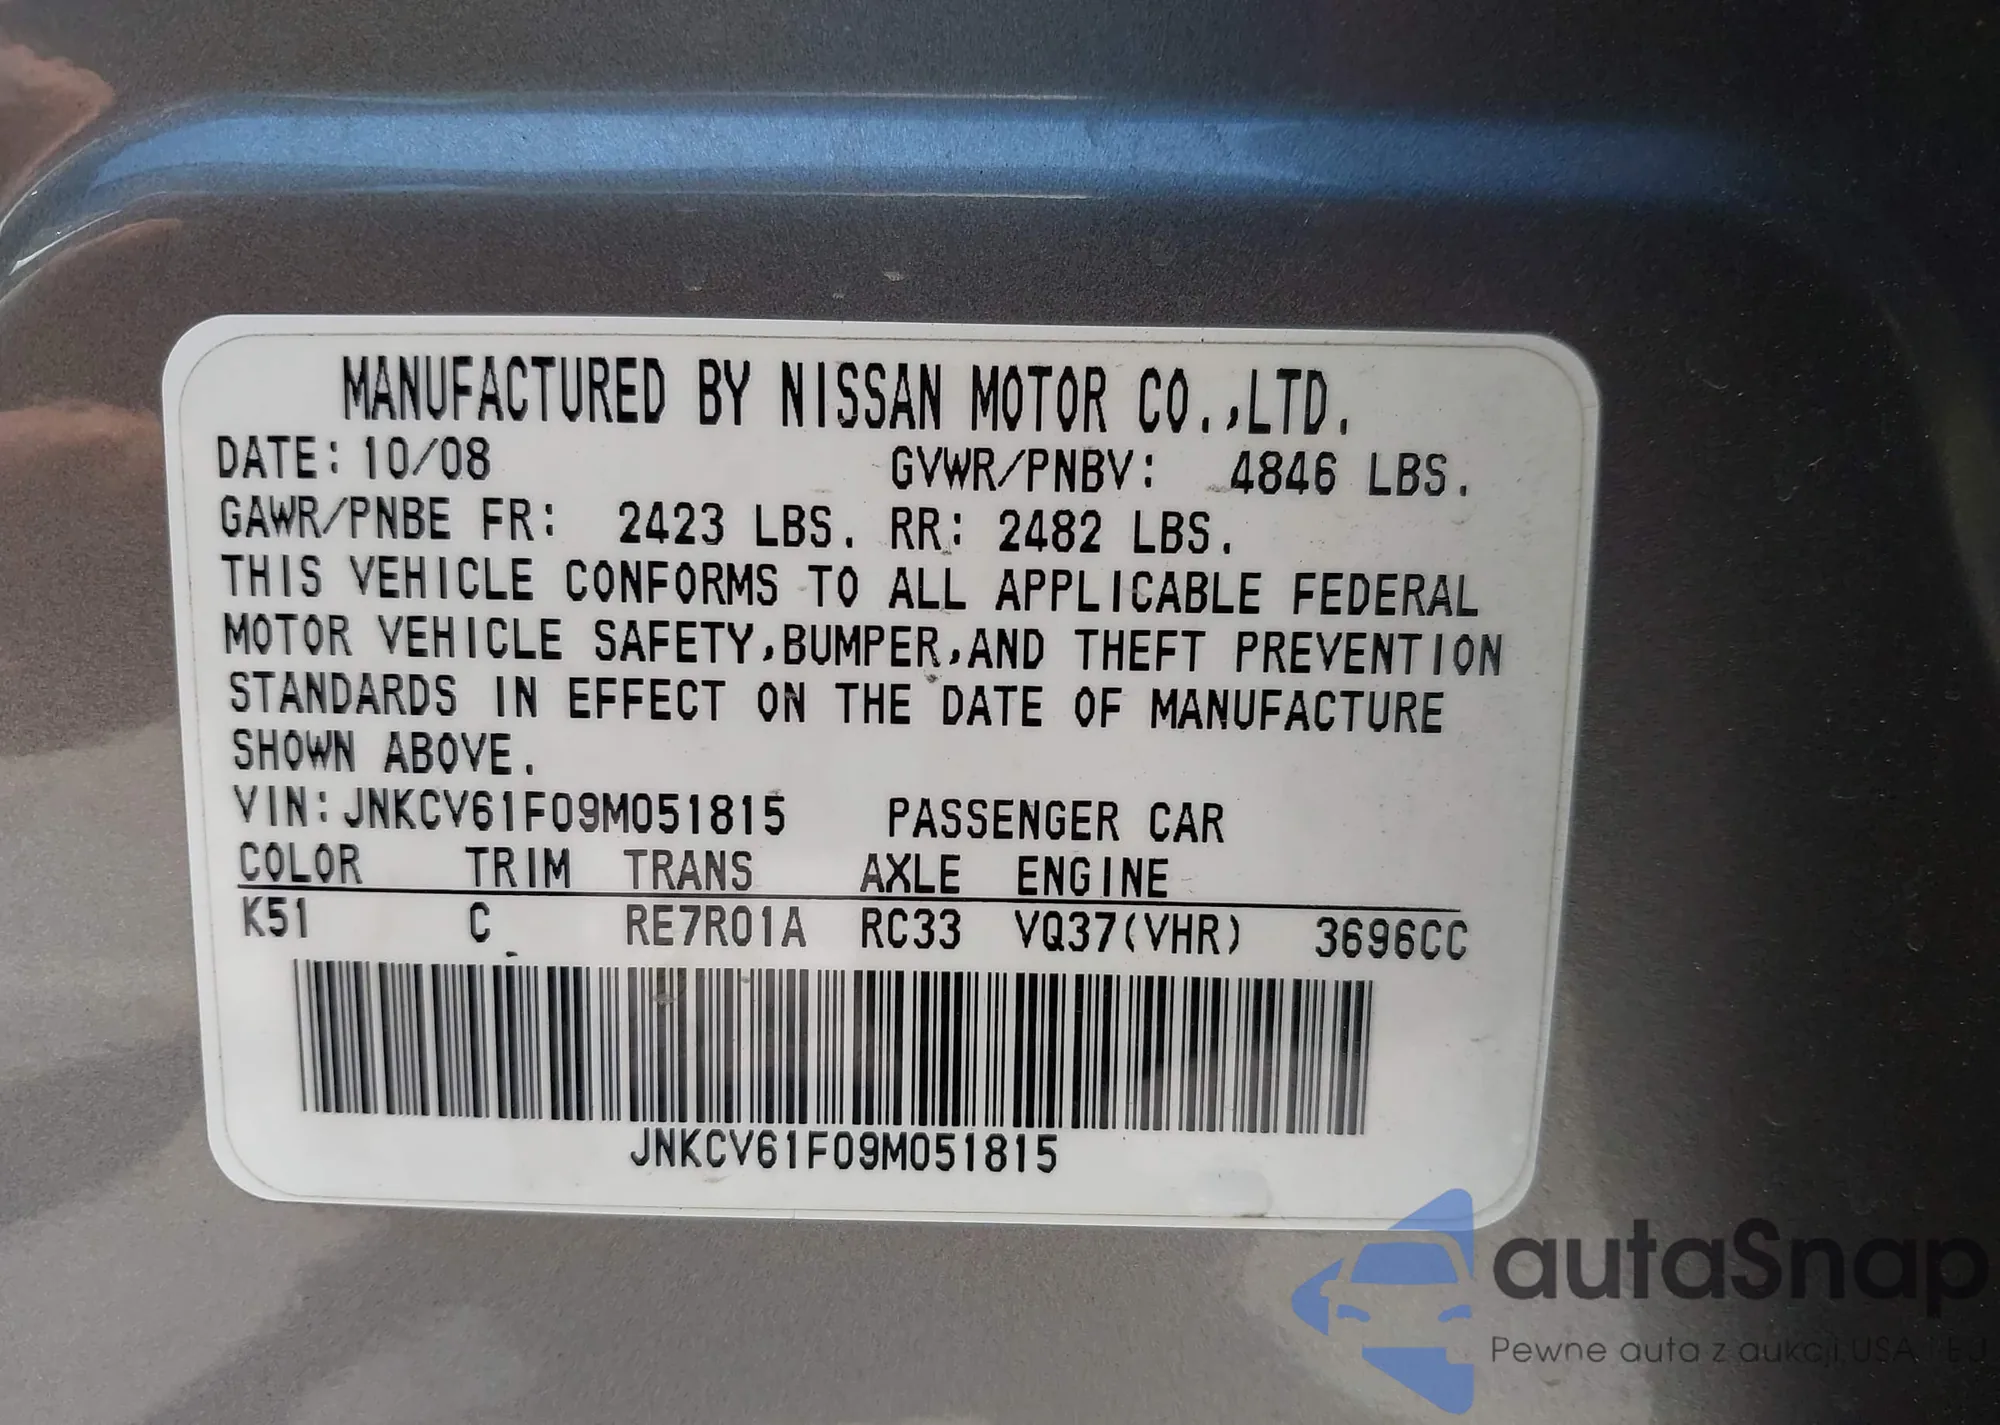 MANUFACTURED BY NISSAN MOTOR CO.,LTD.
DATE: 10/08 GVWR/PNBV: 4846 LBS.
GAWR/PNBE FR: 2423 LBS. RR: 2482 LBS.
THIS VEHICLE CONFORMS TO ALL APPLICABLE FEDERAL
MOTOR VEHICLE SAFETY,BUMPER,AND THEFT PREVENTION
STANDARDS IN EFFECT ON THE DATE OF MANUFACTURE
SHOWN ABOVE.
VIN:JNKCV61F09M051815 PASSENGER CAR
COLOR TRIM TRANS AXLE ENGINE
K51 C RE7R01A RC33 VQ37(VHR) 3696CC
JNKCV61F09M051815
autaSnap
Pewne auta z aukcji USA i EU